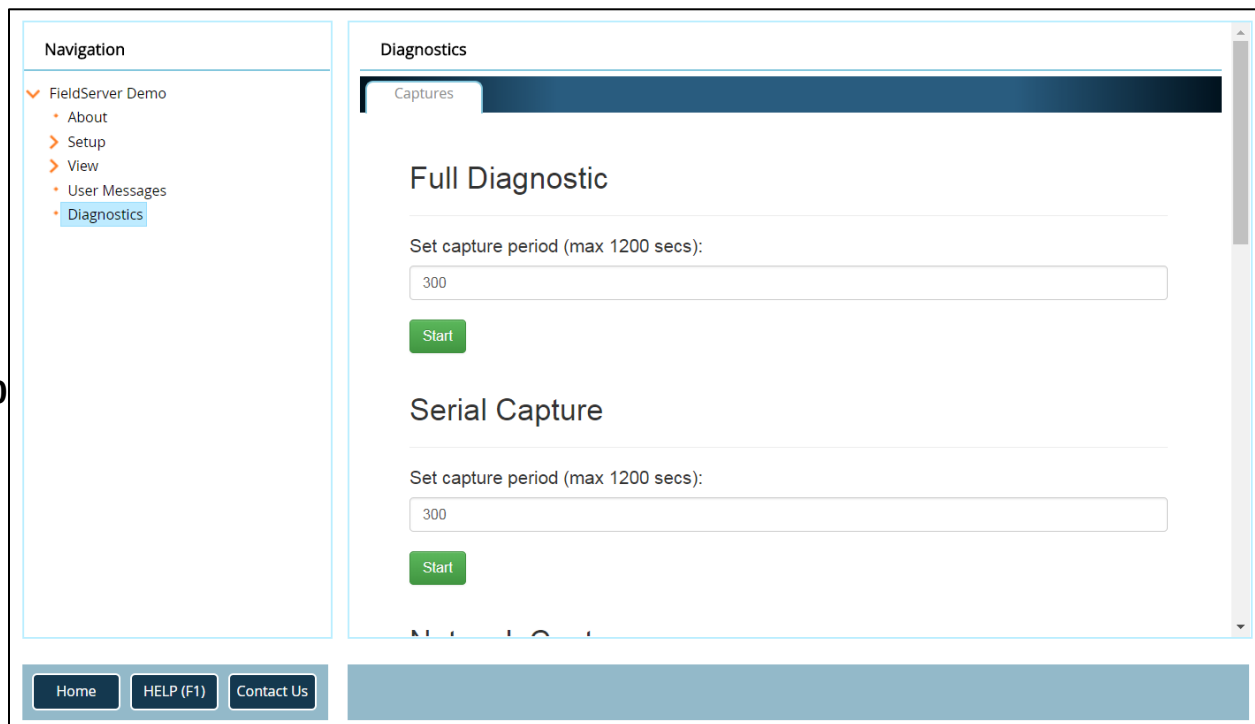 Navigation
FieldServer Demo
About
Setup
View
User Messages
Diagnostics
Diagnostics
Captures
Full Diagnostic
Set capture period (max 1200 secs):
300
Start
Serial Capture
Set capture period (max 1200 secs):
300
Start
Home
HELP (F1)
Contact Us